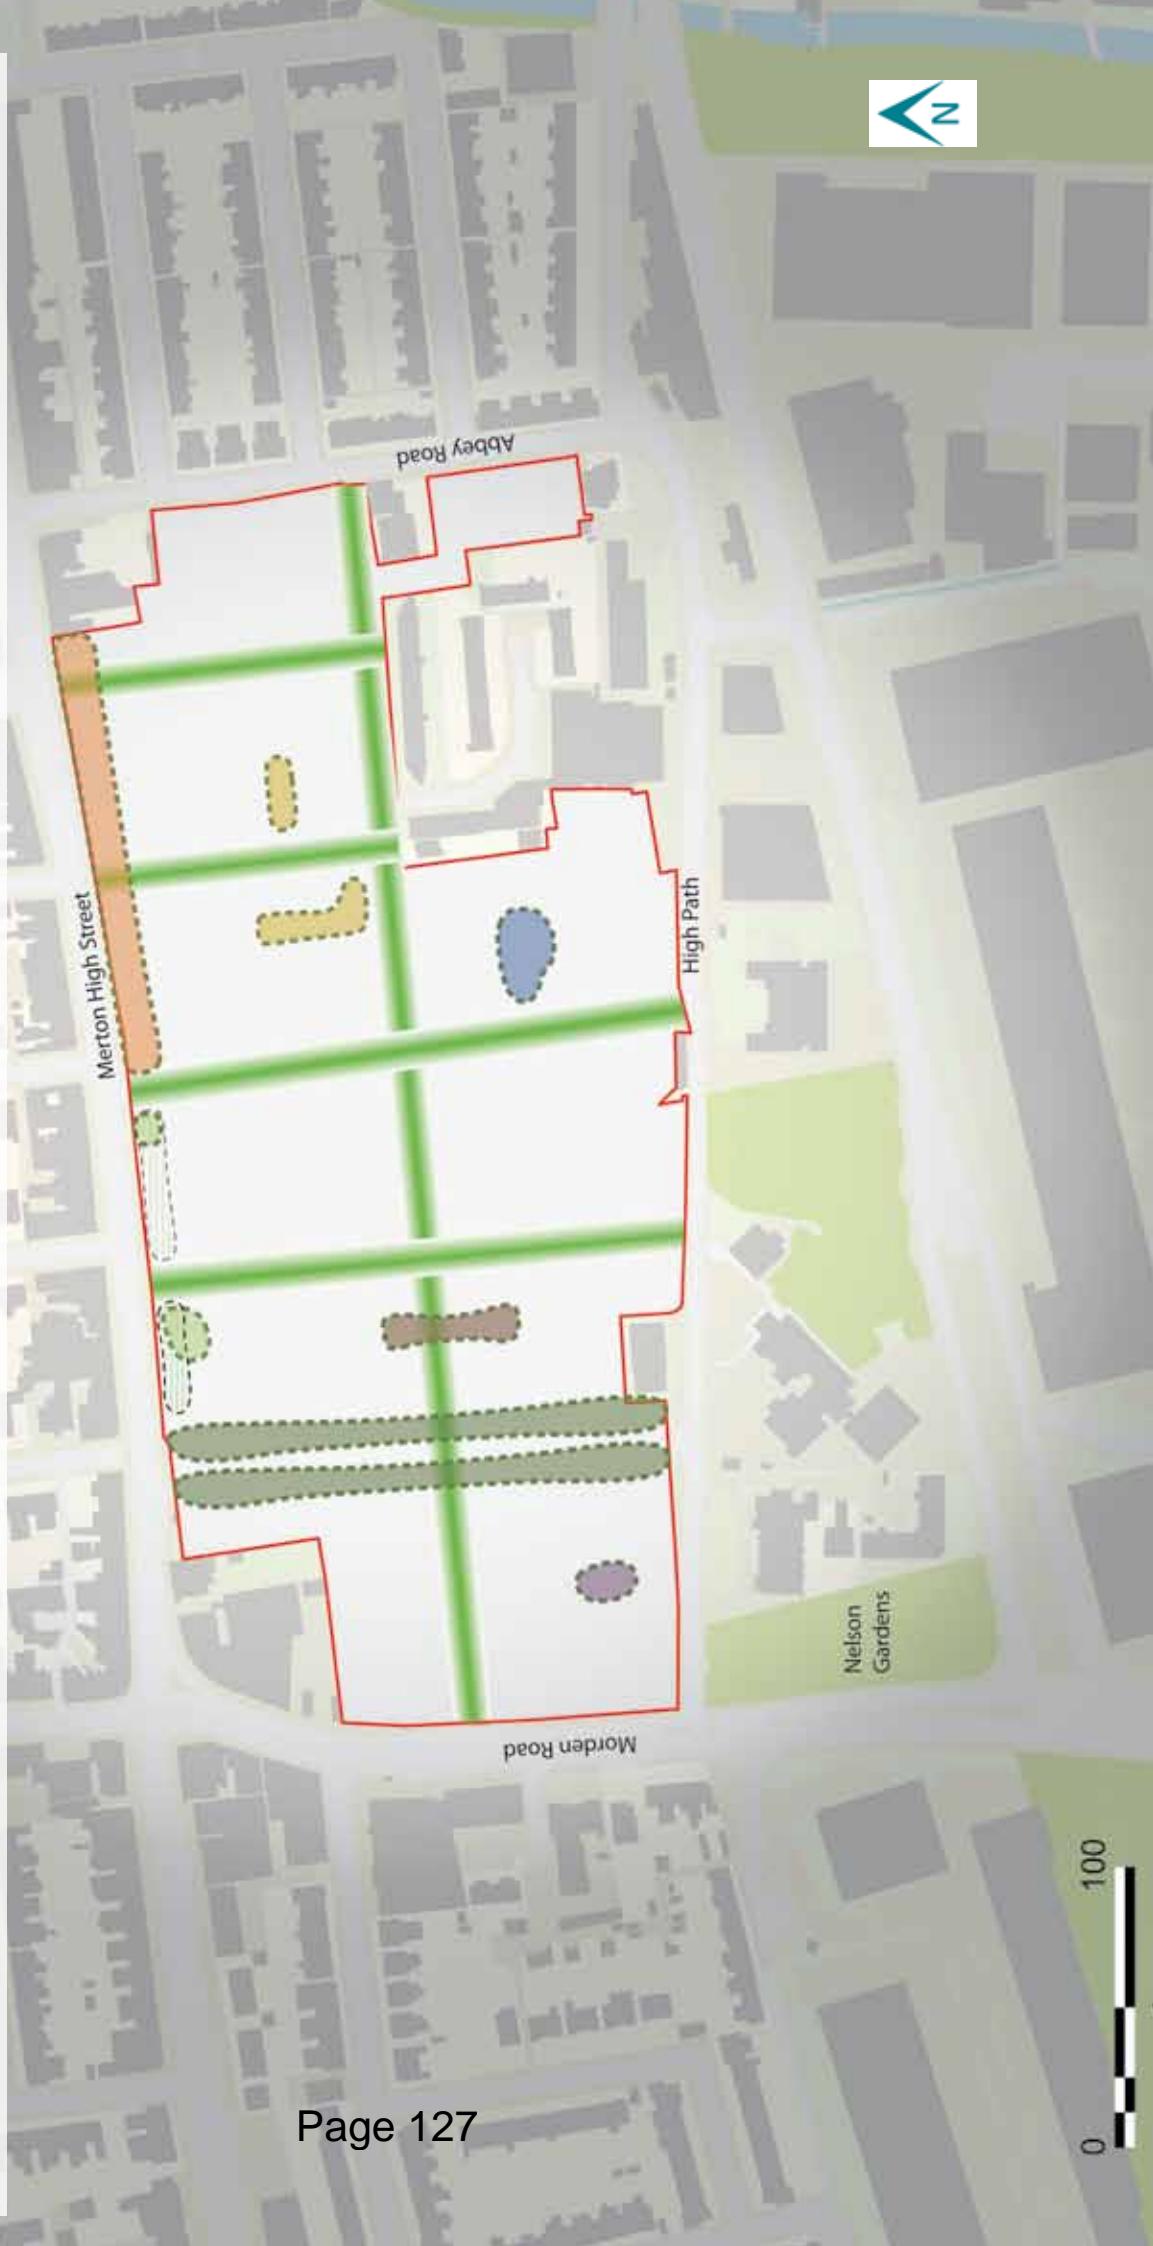 N
Abbey Road
Merton High Street
High Path
Nelson
Gardens
Morden Road
100
0
Page 127